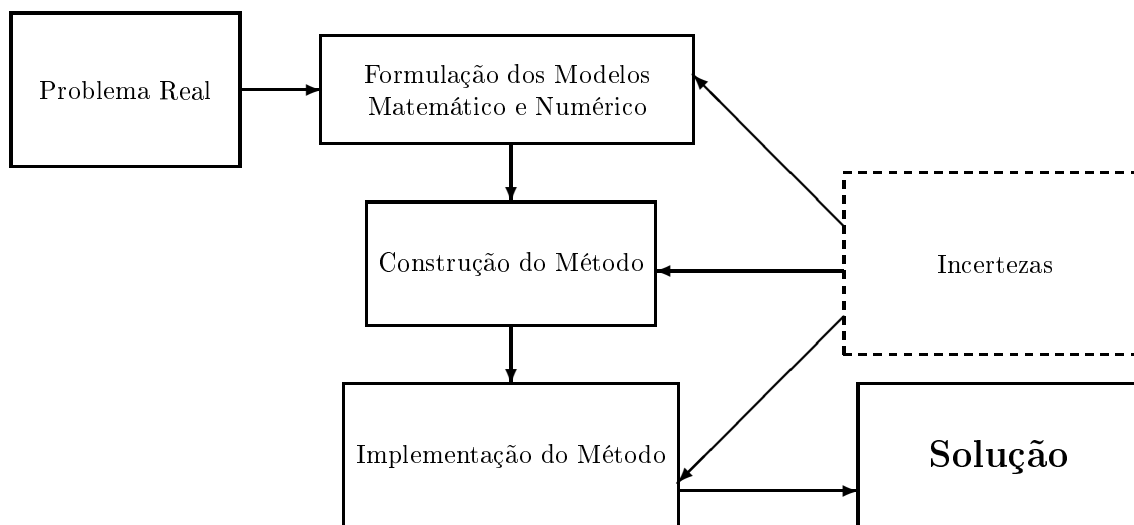 Problema Real
Formulação dos Modelos
Matemático e Numérico
Construção do Método
Incertezas
Implementação do Método
Solução